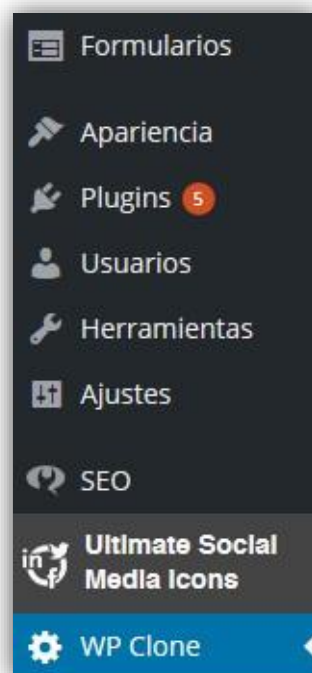 Formularios
Apariencia
Plugins 5
Usuarios
Herramientas
Ajustes
SEO
Ultimate Social
Media Icons
WP Clone